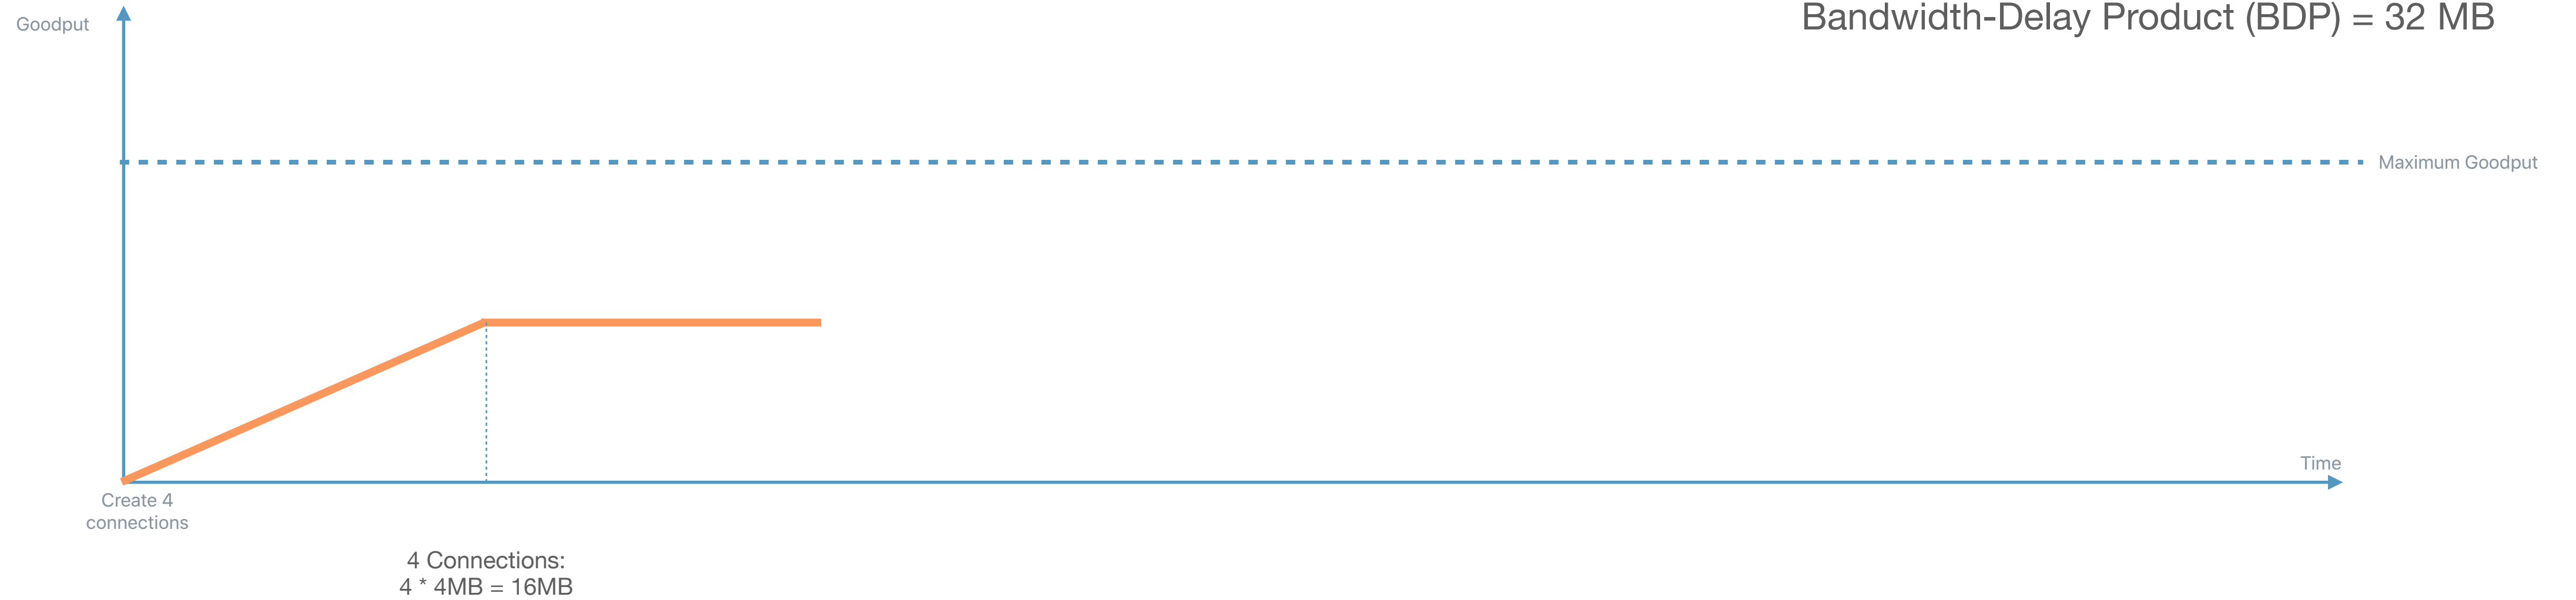 Goodput
Bandwidth-Delay Product (BDP) = 32 MB
Maximum Goodput
Time
Create 4
connections
4 Connections:
4 * 4MB = 16MB